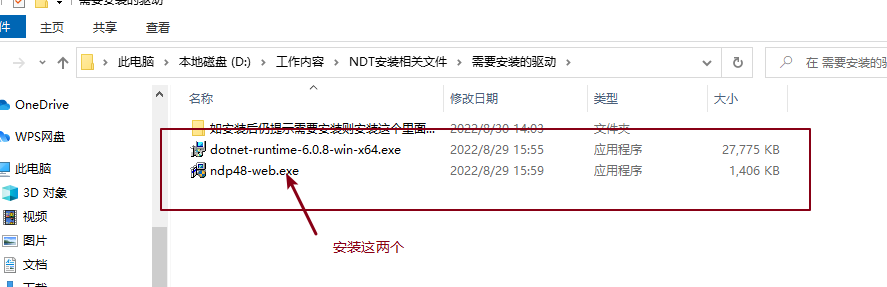 需要安装的驱动
件
主页
共享
查看
此电脑 > 本地磁盘 (D:) > 工作内容 > NDT安装相关文件 > 需要安装的驱动 >
在 需要安装的驱
名称 修改日期 类型 大小
OneDrive
WPS网盘
此电脑
3D 对象
视频
图片
文档
下载
如安装后仍提示需要安装则安装这个里面... 2022/8/30 14:03 文件夹
dotnet-runtime-6.0.8-win-x64.exe 2022/8/29 15:55 应用程序 27,775 KB
ndp48-web.exe 2022/8/29 15:59 应用程序 1,406 KB
安装这两个